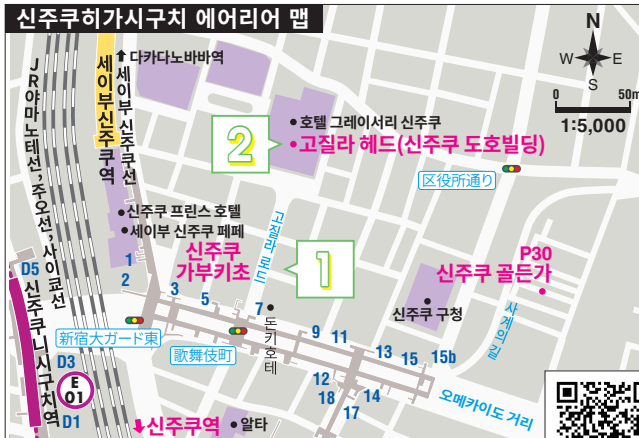 신주쿠히가시구치 에어리어 맵
N
W
E
S
0
50m
1:5,000
다카다노바바역
세이부신주쿠선
세이부신주쿠역
JR야마노테선,주오선,사이쿄선
2
호텔 그레이서리 신주쿠
고질라 헤드(신주쿠 도호빌딩)
区役所通り
신주쿠 프린스 호텔
세이부 신주쿠 페페
고질라 로드
신주쿠
가부키초
1
P30
신주쿠 골든가
신주쿠 구청
사계의 길
D5
신주쿠니시구치역
1
2
3
5
7
돈키호테
9
11
13
15
15b
新宿大ガード東
歌舞伎町
D3
E
01
D1
12
18
14
17
오메카이도 거리
신주쿠역
알타